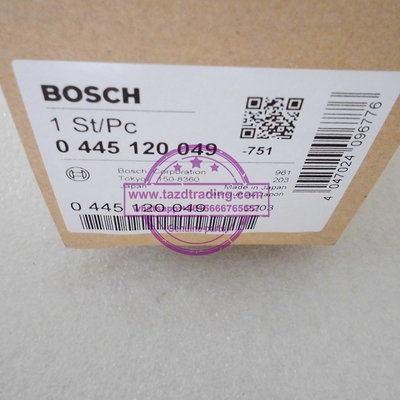 BOSCH
1 St/Pc
0 445 120 049 -751
Bosch Corporation 961
Tokyo 150-8360 203
Japan Made in Japan
www.tazdtrading.com
0 445 120 049
4 047024 096776